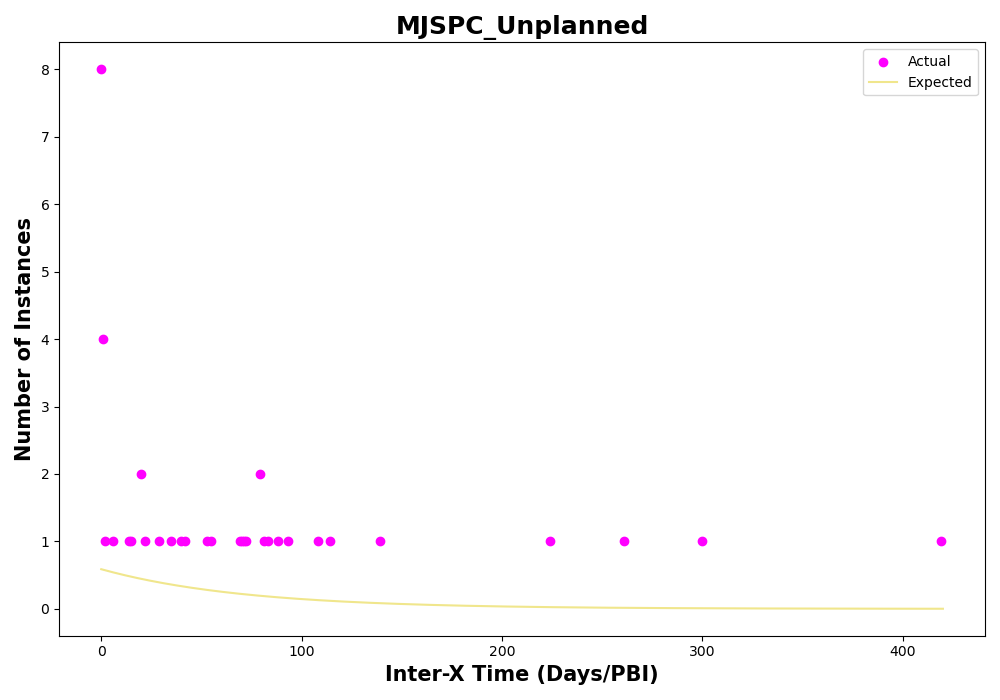 MJSPC_Unplanned
Actual
Expected
Number of Instances
8
7
6
5
4
3
2
1
0
0 100 200 300 400
Inter-X Time (Days/PBI)